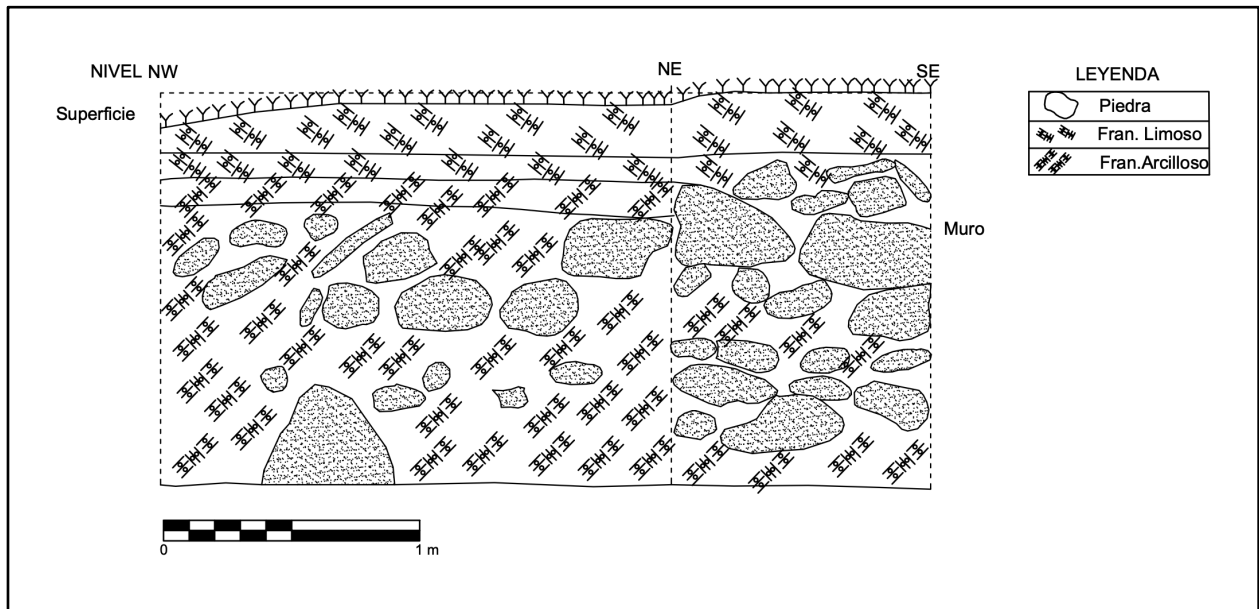 NIVEL NW
NE
SE
Superficie
Muro
LEYENDA
Piedra
Fran. Limoso
Fran.Arcilloso
0
1 m